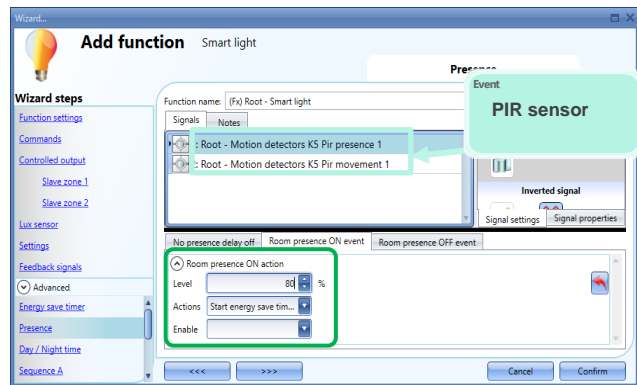 Wizard...
Add function Smart light
Event
PIR sensor
Wizard steps
Function settings
Commands
Controlled output
Slave zone 1
Slave zone 2
Lux sensor
Settings
Feedback signals
Advanced
Energy save timer
Presence
Day / Night time
Sequence A
Function name: (Fx) Root - Smart light
Signals Notes
: Root - Motion detectors K5 Pir presence 1
: Root - Motion detectors K5 Pir movement 1
Inverted signal
Signal settings Signal properties
No presence delay off Room presence ON event Room presence OFF event
Room presence ON action
Level 80 %
Actions Start energy save tim...
Enable
<<< >>> Cancel Confirm